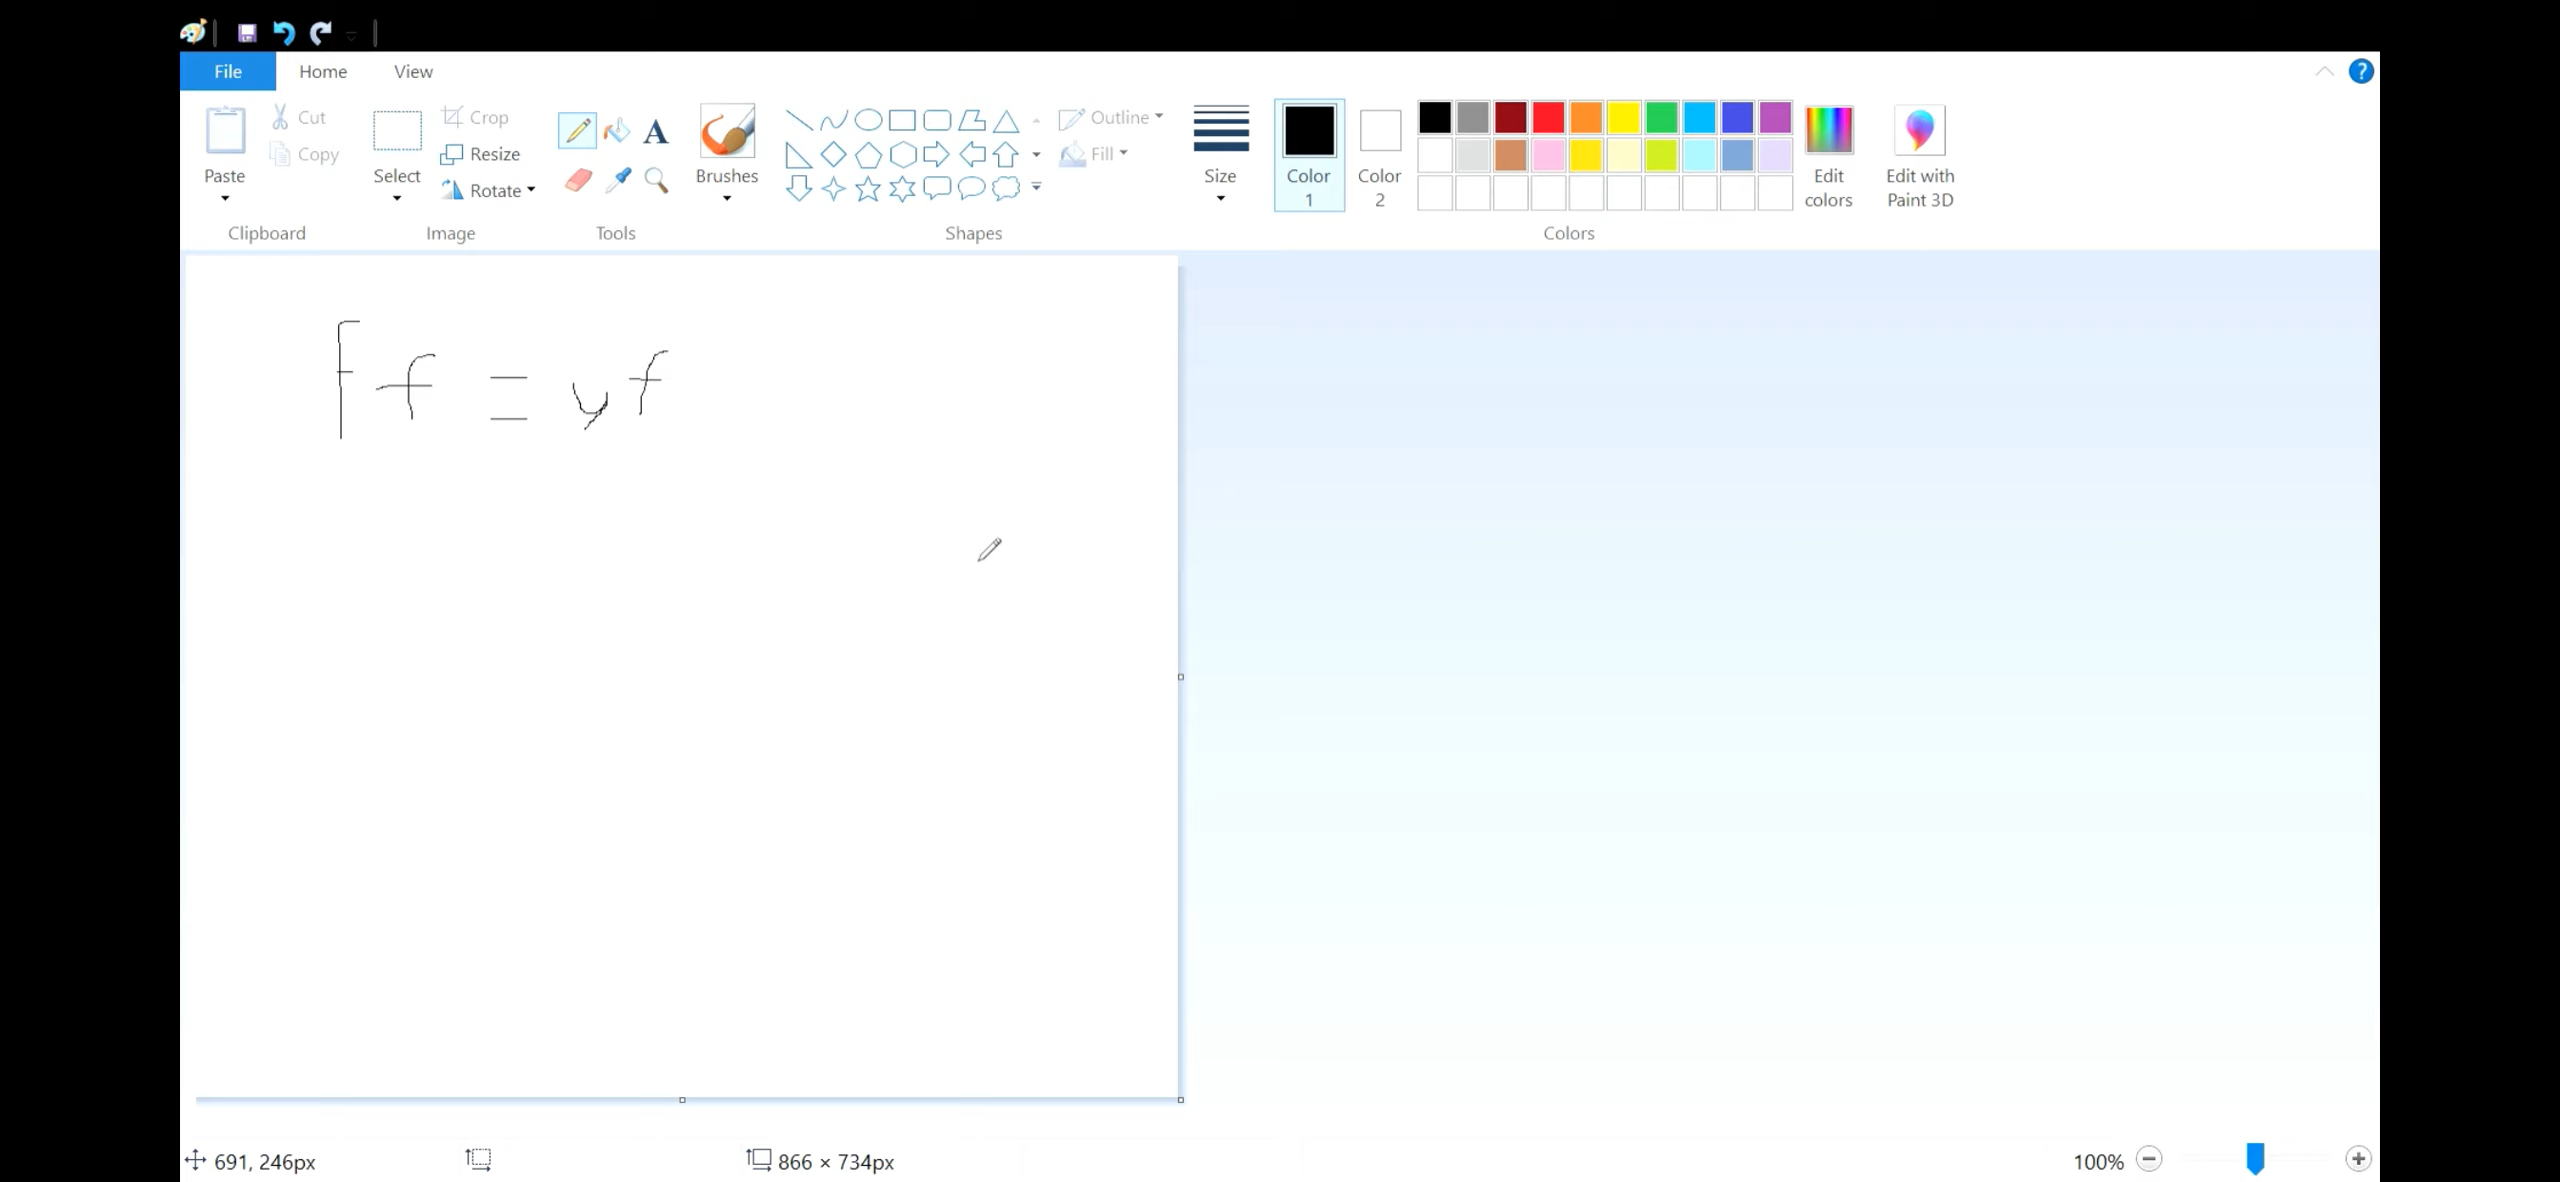 File Home View
Paste
Cut
Copy
Clipboard
Select
Crop
Resize
Rotate
Image
A
Tools
Brushes
Shapes
Outline
Fill
Size
Color 1
Color 2
Colors
Edit colors
Edit with Paint 3D
?
Ff = yf
691, 246px
866 × 734px
100%